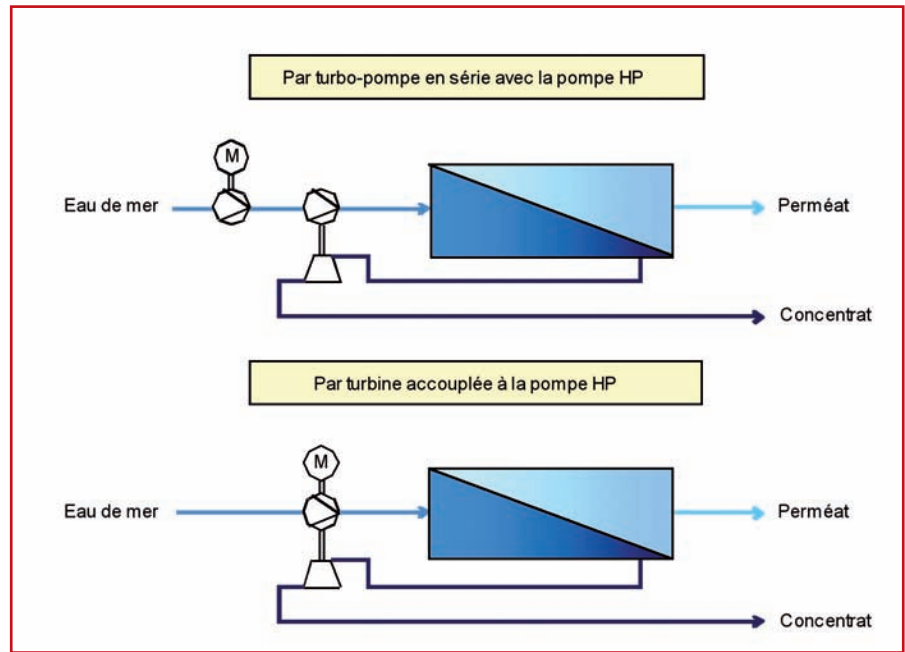 Par turbo-pompe en série avec la pompe HP
M
Eau de mer
Perméat
Concentrat
Par turbine accouplée à la pompe HP
M
Eau de mer
Perméat
Concentrat